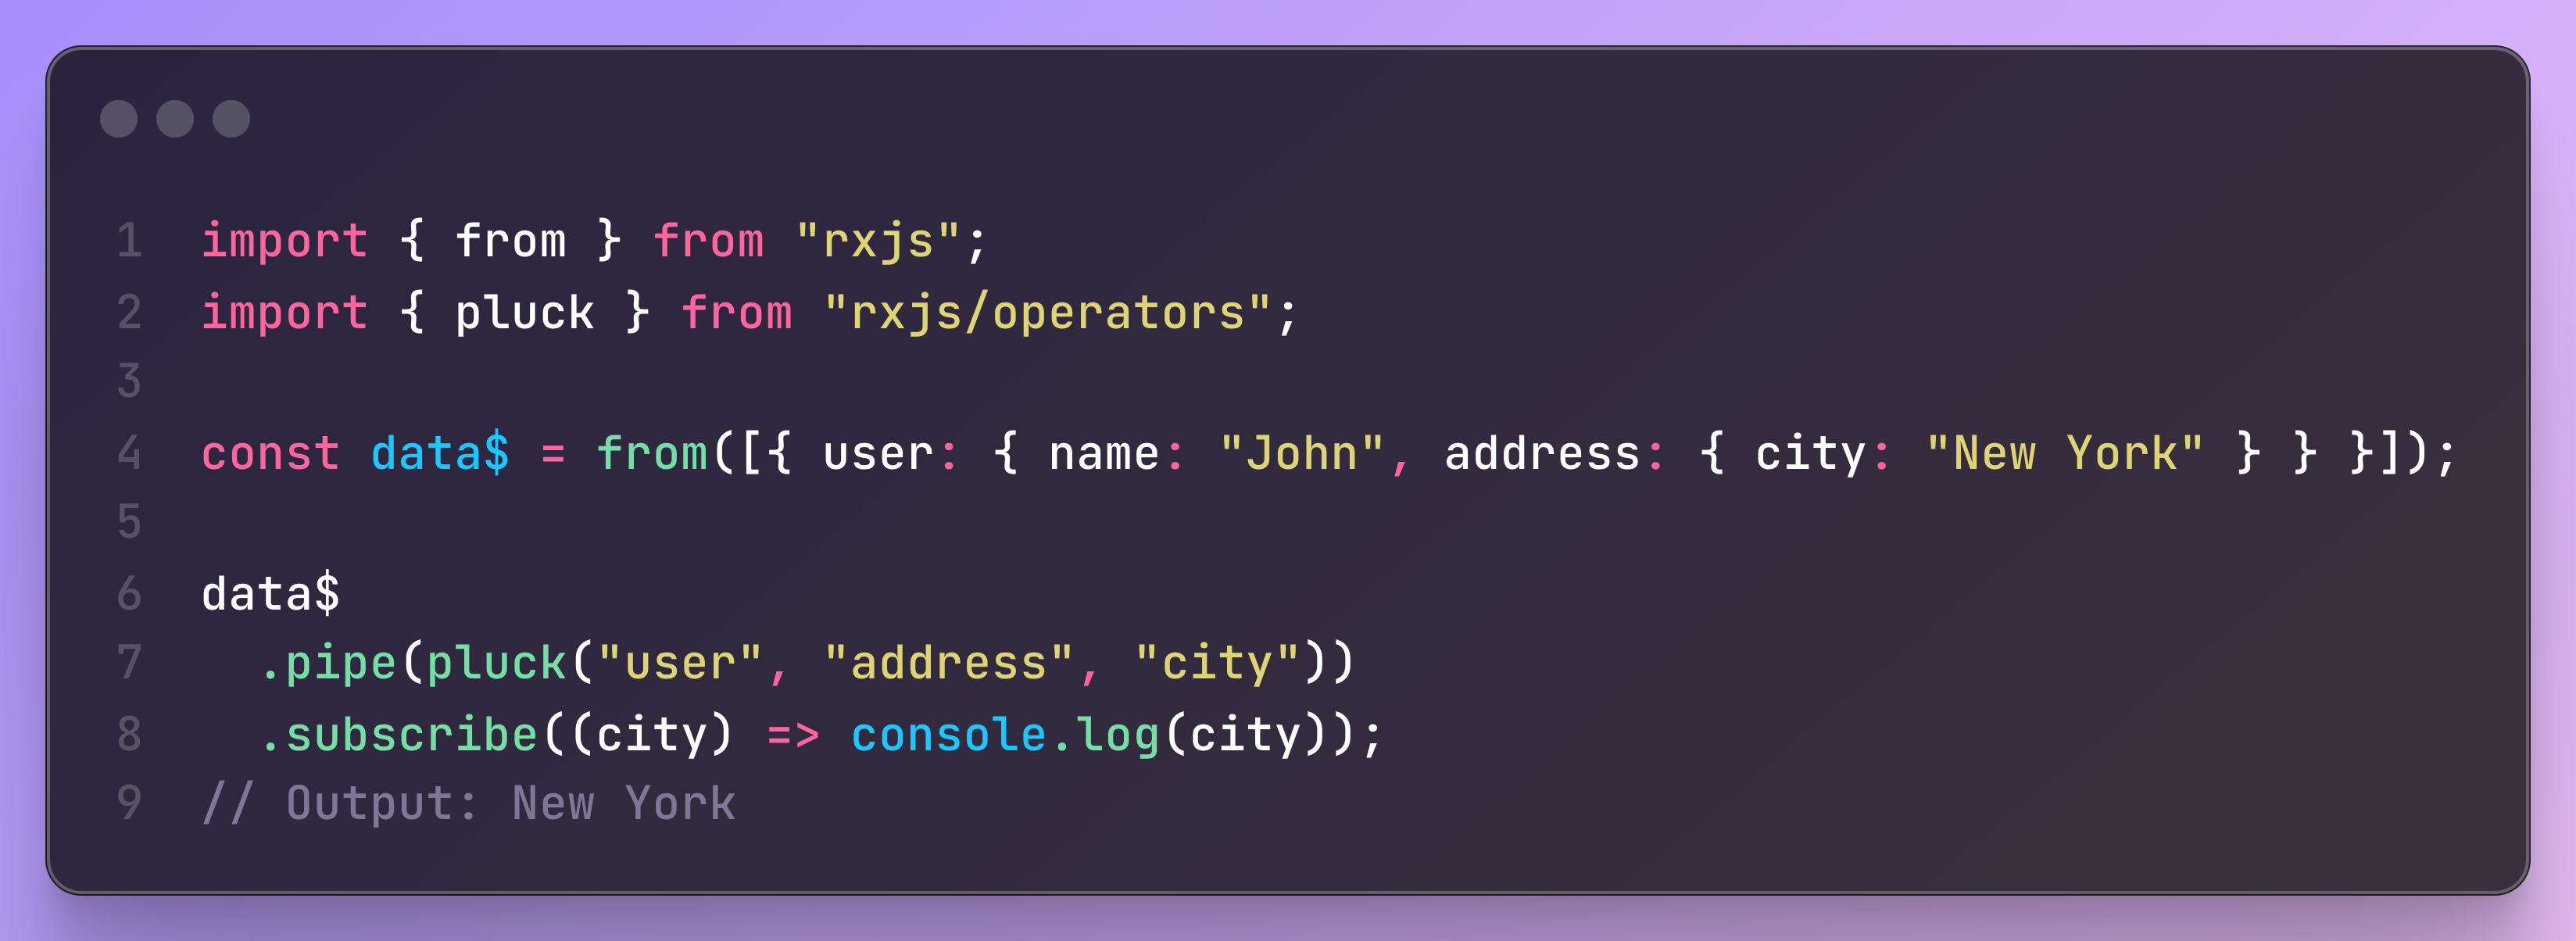 1 import { from } from "rxjs";
2 import { pluck } from "rxjs/operators";
3
4 const data$ = from([{ user: { name: "John", address: { city: "New York" } } }]);
5
6 data$
7   .pipe(pluck("user", "address", "city"))
8   .subscribe((city) => console.log(city));
9 // Output: New York